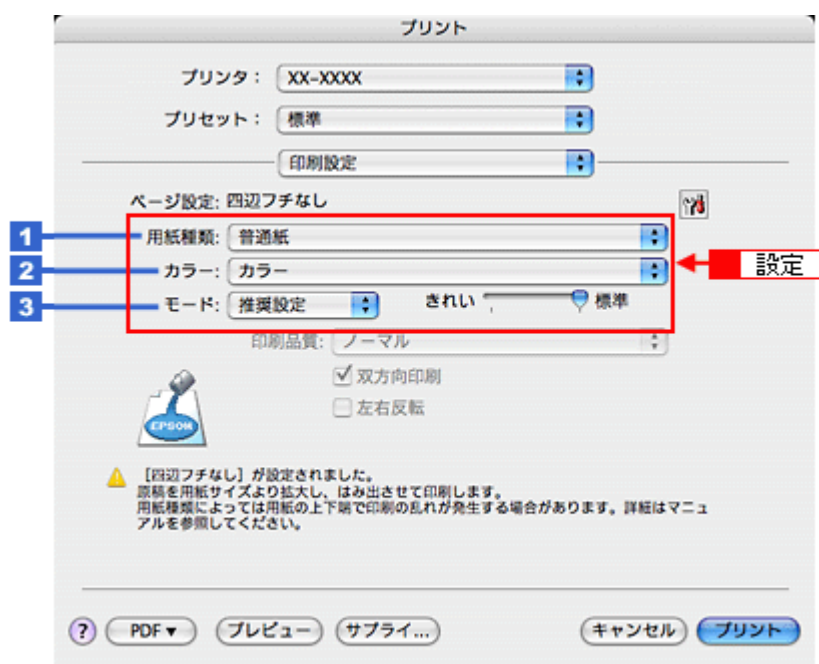 プリント
プリンタ： XX-XXXX
プリセット： 標準
印刷設定
ページ設定: 四辺フチなし
1 用紙種類: 普通紙
設定
2 カラー: カラー
3 モード: 推奨設定 きれい 標準
印刷品質: ノーマル
双方向印刷
左右反転
EPSON
[四辺フチなし] が設定されました。
原稿を用紙サイズより拡大し、はみ出させて印刷します。
用紙種類によっては用紙の上下端で印刷の乱れが発生する場合があります。詳細はマニュ
アルを参照してください。
? PDF▼ プレビュー サプライ... キャンセル プリント